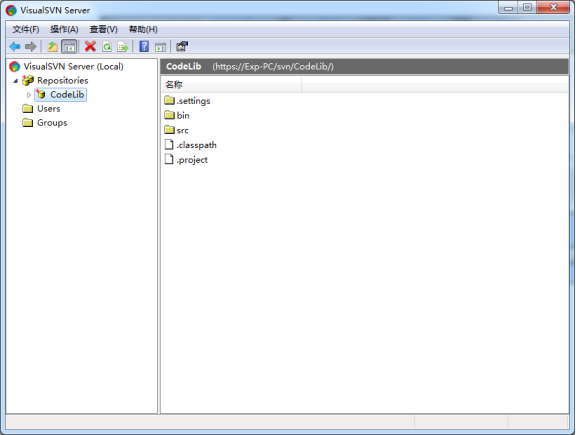 VisualSVN Server
文件(F) 操作(A) 查看(V) 帮助(H)
VisualSVN Server (Local)
Repositories
CodeLib
Users
Groups
CodeLib (https://Exp-PC/svn/CodeLib/)
名称
.settings
bin
src
.classpath
.project